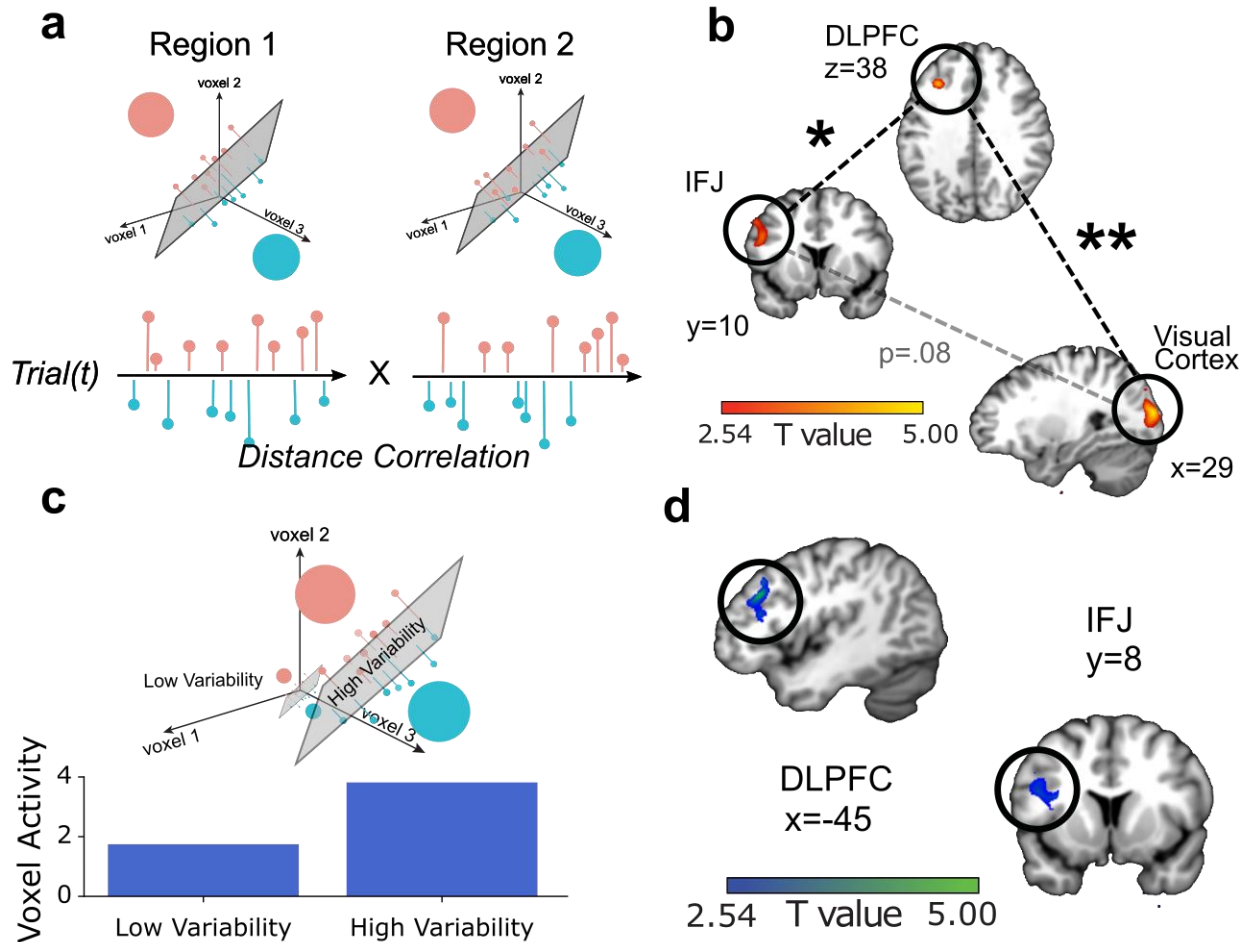 a
Region 1
Region 2
voxel 2
voxel 2
voxel 1
voxel 3
voxel 1
voxel 3
Trial(t)
X
Distance Correlation
b
DLPFC
z=38
*
IFJ
**
y=10
p=.08
Visual
Cortex
2.54 T value 5.00
x=29
c
voxel 2
Low Variability
High Variability
voxel 1
voxel 3
Voxel Activity
4
2
0
Low Variability
High Variability
d
IFJ
y=8
DLPFC
x=-45
2.54 T value 5.00